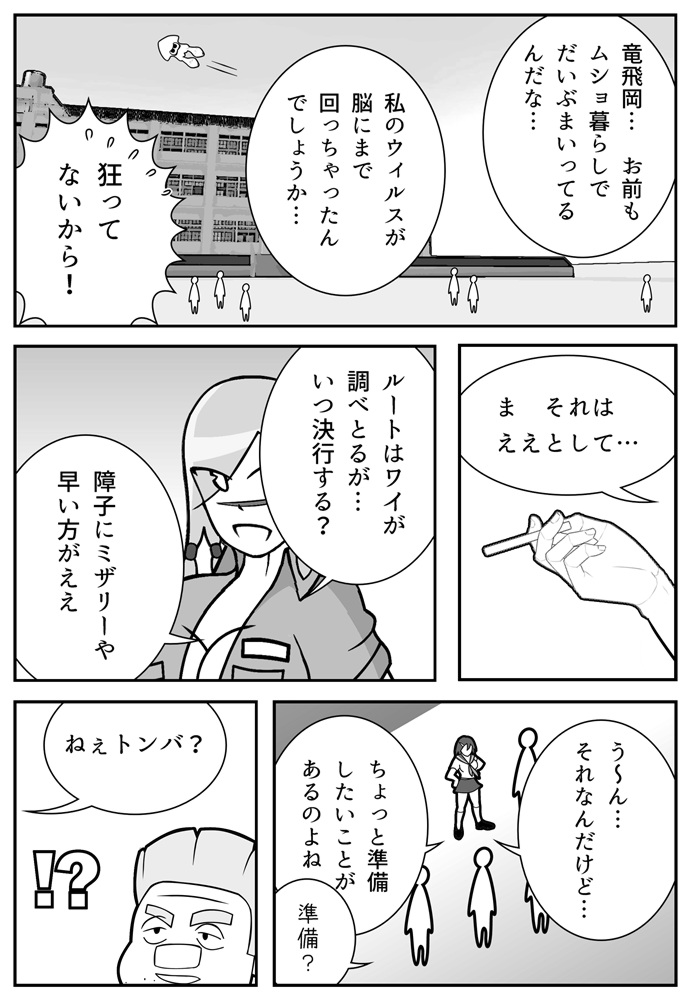 竜飛岡… お前も
ムショ暮らしで
だいぶまいってる
んだな…
私のウィルスが
脳にまで
回っちゃったん
でしょうか…
狂って
ないから！
ま それは
ええとして…
ルートはワイが
調べとるが…
いつ決行する？
障子にミザリーや
早い方がええ
う～ん…
それなんだけど…
ちょっと準備
したいことが
あるのよね
準備？
ねぇトンバ？
!?